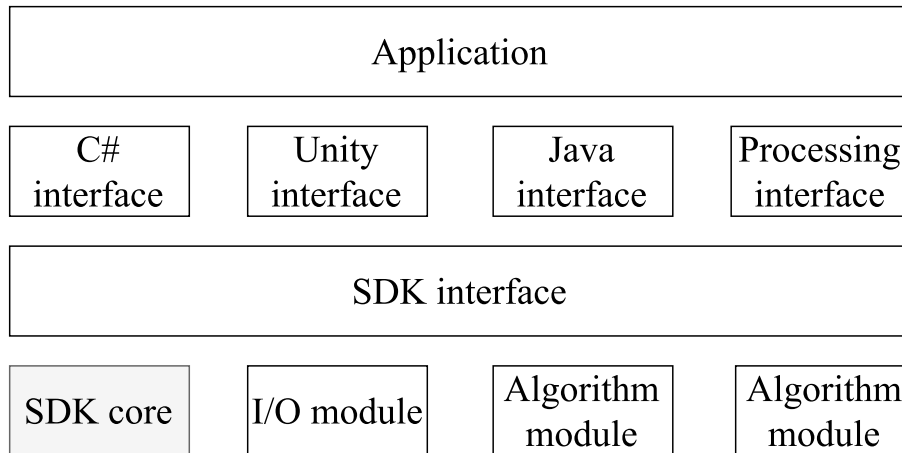 Application
C#
interface
Unity
interface
Java
interface
Processing
interface
SDK interface
SDK core
I/O module
Algorithm
module
Algorithm
module